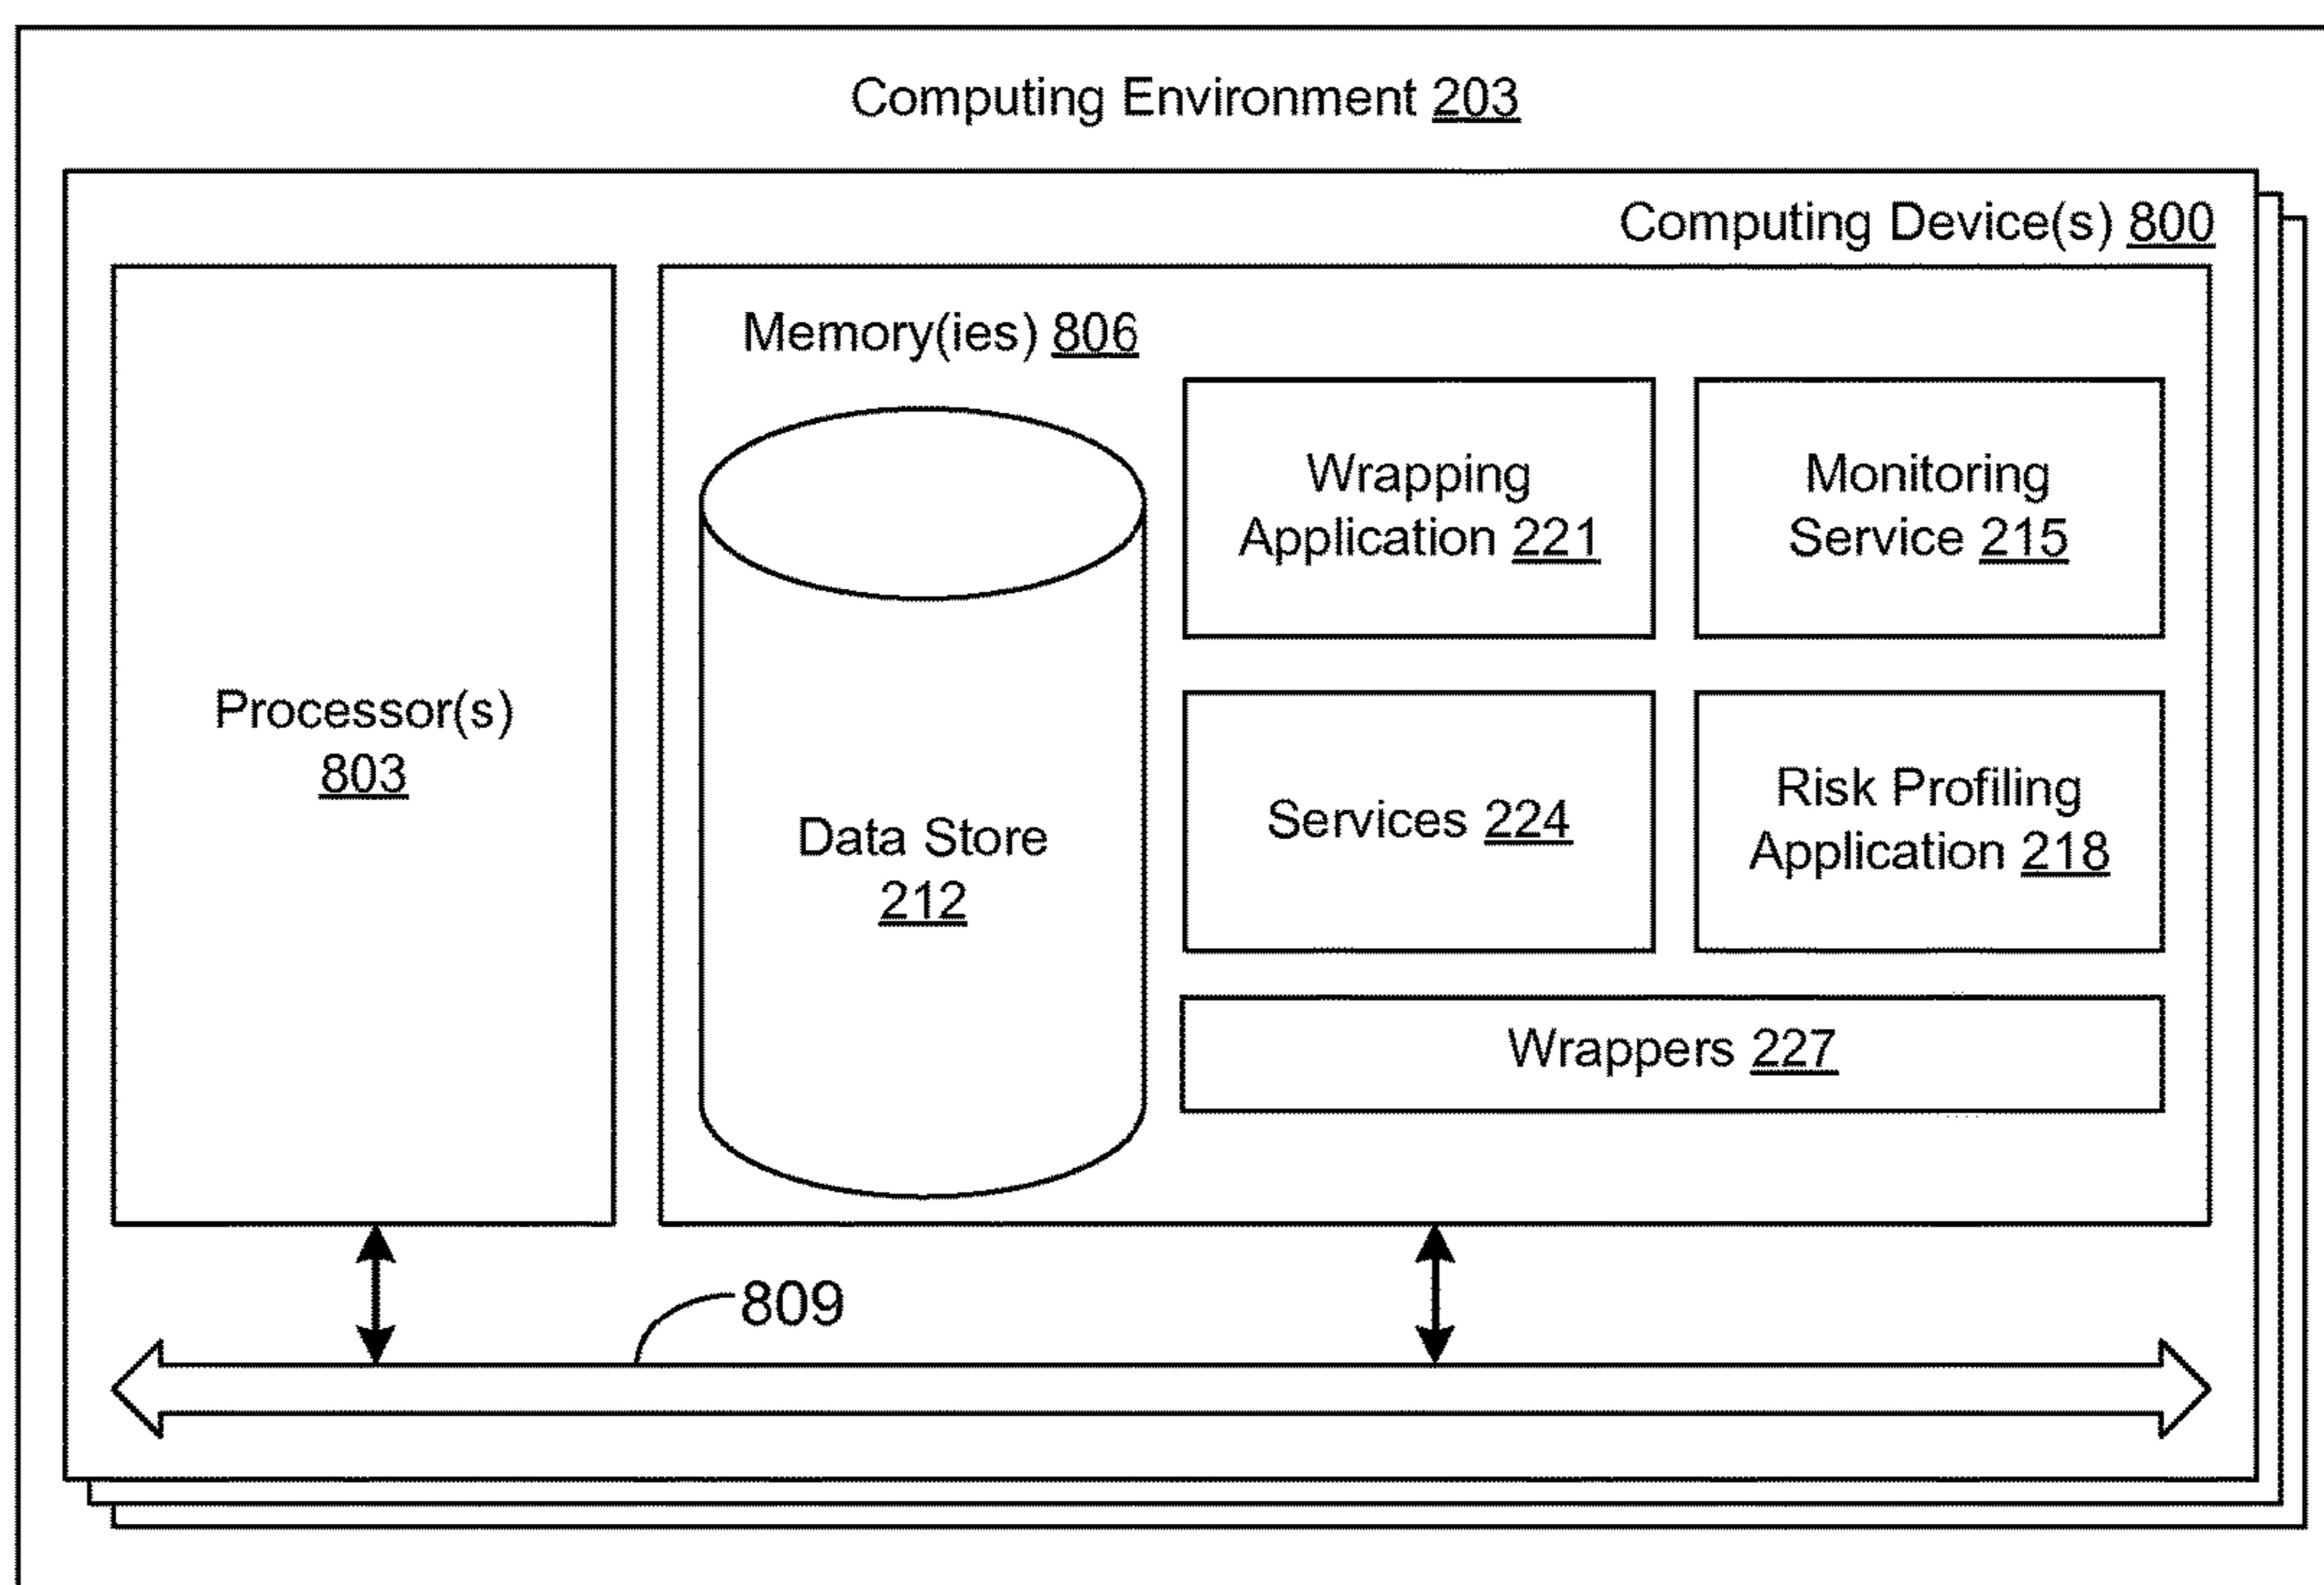 Computing Environment 203
Computing Device(s) 800
Memory(ies) 806
Wrapping
Application 221
Monitoring
Service 215
Processor(s)
803
Data Store
212
Services 224
Risk Profiling
Application 218
Wrappers 227
809